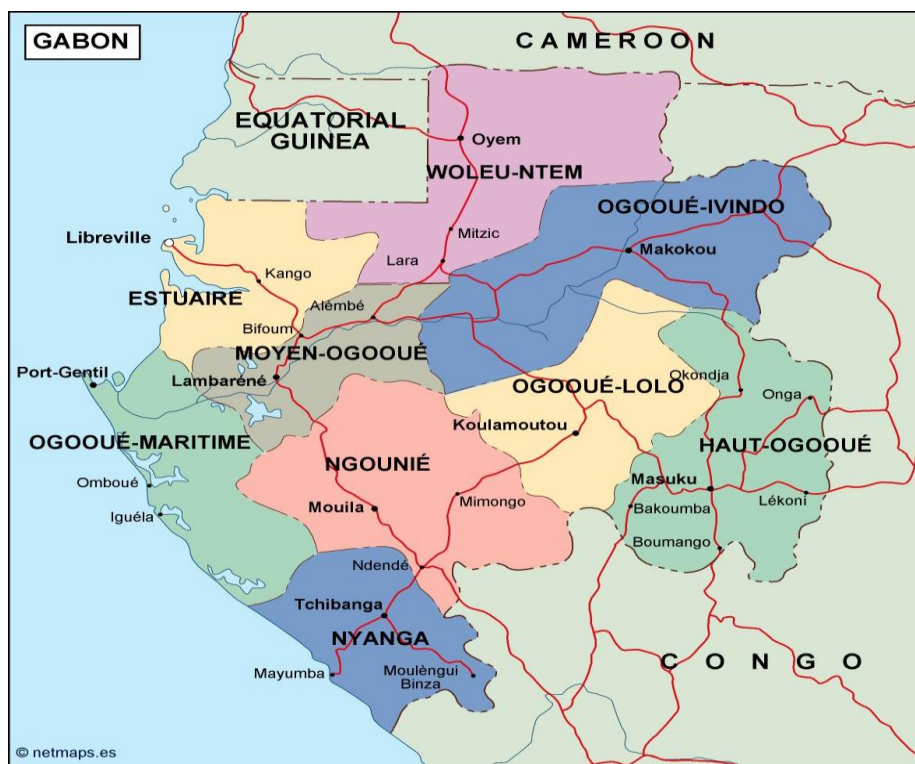 GABON
CAMEROON
EQUATORIAL
GUINEA
Oyem
WOLEU-NTEM
OGOOUÉ-IVINDO
Libreville
Mitzic
Makokou
Lara
Kango
ESTUAIRE
Alèmbé
Bifoum
MOYEN-OGOOUÉ
Port-Gentil
Lambaréné
OGOOUÉ-LOLO
Okondja
Onga
OGOOUÉ-MARITIME
Koulamoutou
HAUT-OGOOUÉ
NGOUNIÉ
Masuku
Omboué
Mimongo
Lékoni
Mouila
Bakoumba
Iguéla
Boumango
Ndendé
Tchibanga
NYANGA
CONGO
Mayumba
Moulèngui
Binza
© netmaps.es